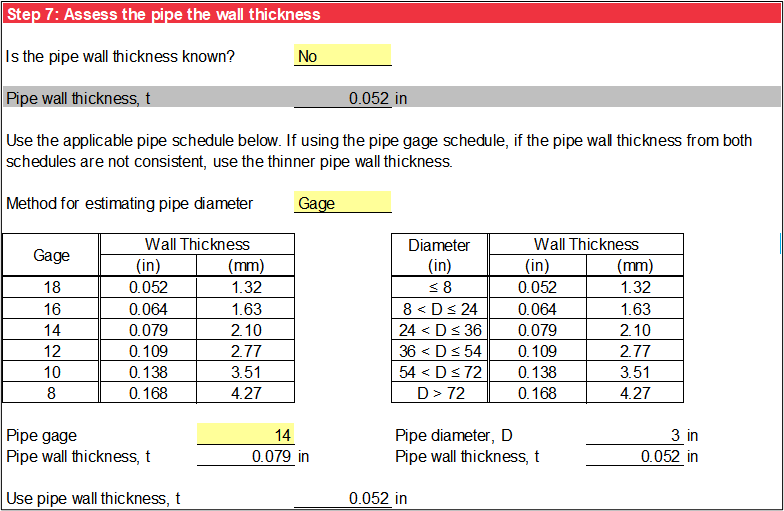 Step 7: Assess the pipe the wall thickness
Is the pipe wall thickness known? No
Pipe wall thickness, t 0.052 in
Use the applicable pipe schedule below. If using the pipe gage schedule, if the pipe wall thickness from both
schedules are not consistent, use the thinner pipe wall thickness.
Method for estimating pipe diameter Gage
Gage Wall Thickness Diameter Wall Thickness
(in) (mm) (in) (in) (mm)
18 0.052 1.32 ≤ 8 0.052 1.32
16 0.064 1.63 8 < D ≤ 24 0.064 1.63
14 0.079 2.10 24 < D ≤ 36 0.079 2.10
12 0.109 2.77 36 < D ≤ 54 0.109 2.77
10 0.138 3.51 54 < D ≤ 72 0.138 3.51
8 0.168 4.27 D > 72 0.168 4.27
Pipe gage 14 Pipe diameter, D 3 in
Pipe wall thickness, t 0.079 in Pipe wall thickness, t 0.052 in
Use pipe wall thickness, t 0.052 in